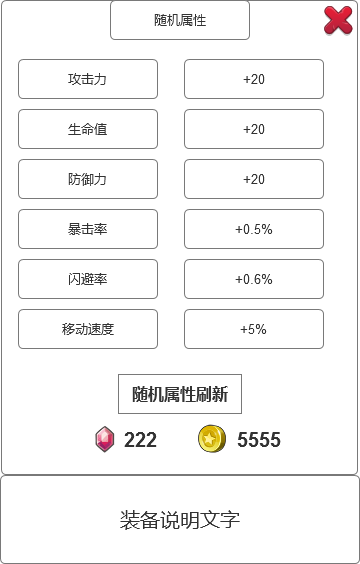 随机属性
攻击力 +20
生命值 +20
防御力 +20
暴击率 +0.5%
闪避率 +0.6%
移动速度 +5%
随机属性刷新
222 5555
装备说明文字